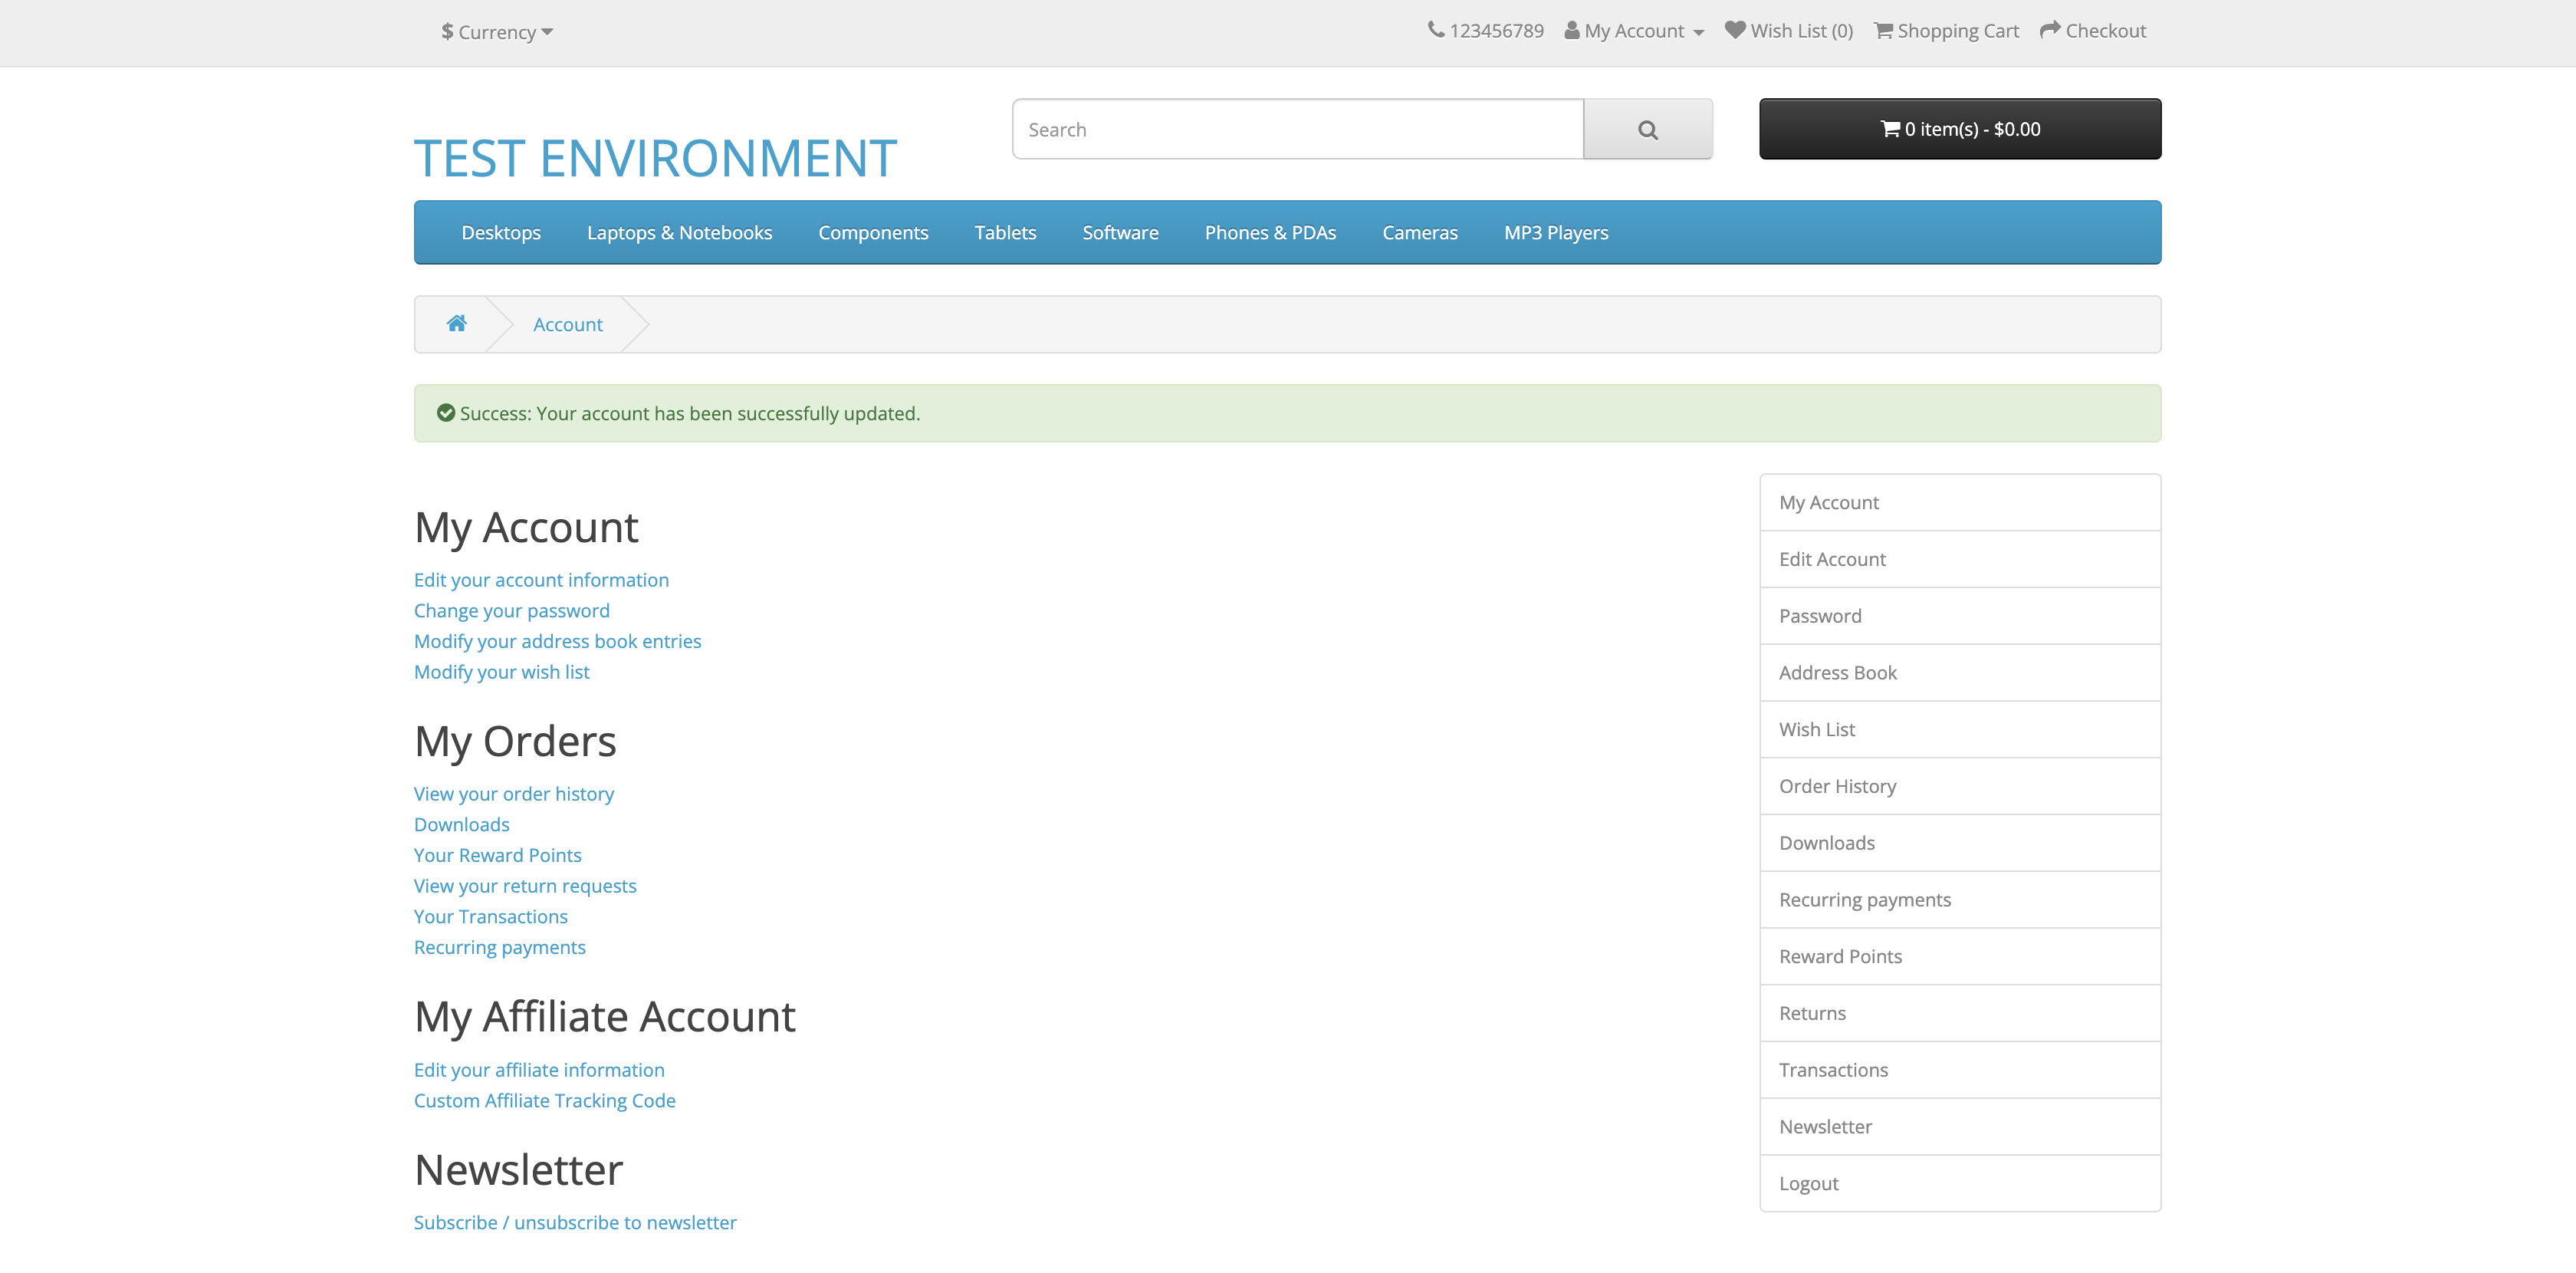 $ Currency
123456789 My Account Wish List (0) Shopping Cart Checkout
TEST ENVIRONMENT
Search
0 item(s) - $0.00
Desktops Laptops & Notebooks Components Tablets Software Phones & PDAs Cameras MP3 Players
Account
Success: Your account has been successfully updated.
My Account
Edit your account information
Change your password
Modify your address book entries
Modify your wish list
My Orders
View your order history
Downloads
Your Reward Points
View your return requests
Your Transactions
Recurring payments
My Affiliate Account
Edit your affiliate information
Custom Affiliate Tracking Code
Newsletter
Subscribe / unsubscribe to newsletter
My Account
Edit Account
Password
Address Book
Wish List
Order History
Downloads
Recurring payments
Reward Points
Returns
Transactions
Newsletter
Logout